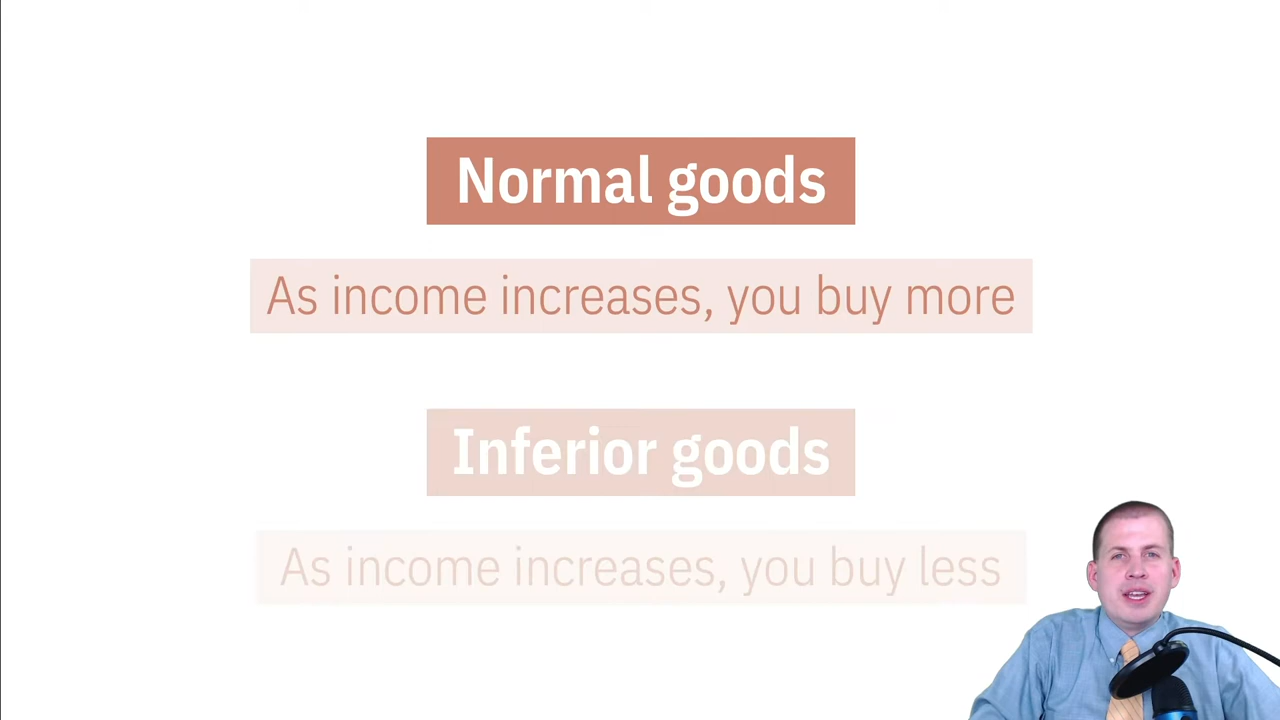 Normal goods
As income increases, you buy more
Inferior goods
As income increases, you buy less